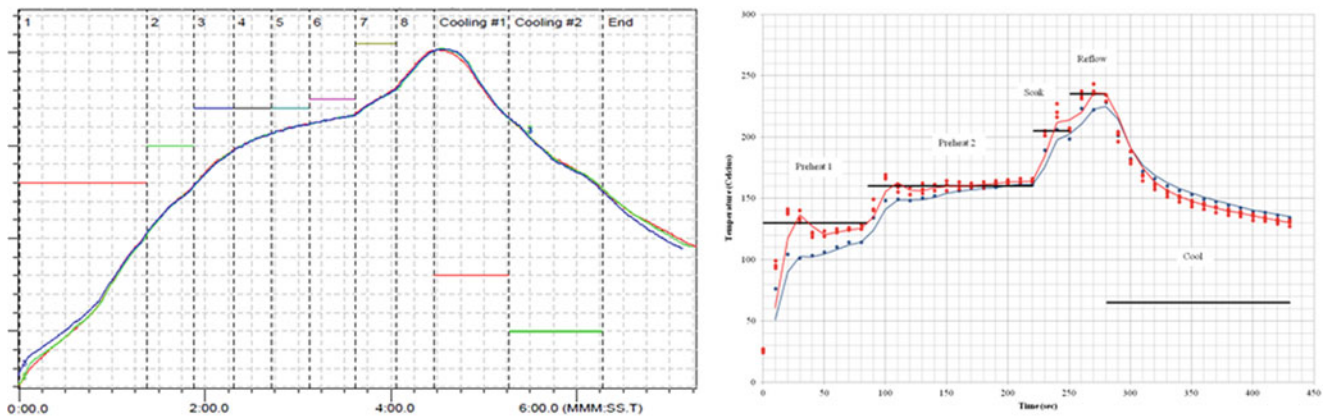 1 2 3 4 5 6 7 8 Cooling #1 Cooling #2 End
0:00.0 2:00.0 4:00.0 6:00.0 (MMM:SS.T)
300
250
200
150
100
50
0
Temperature (Celcius)
Preheat 1
Preheat 2
Soak
Reflow
Cool
0 50 100 150 200 250 300 350 400 450
Time (sec)